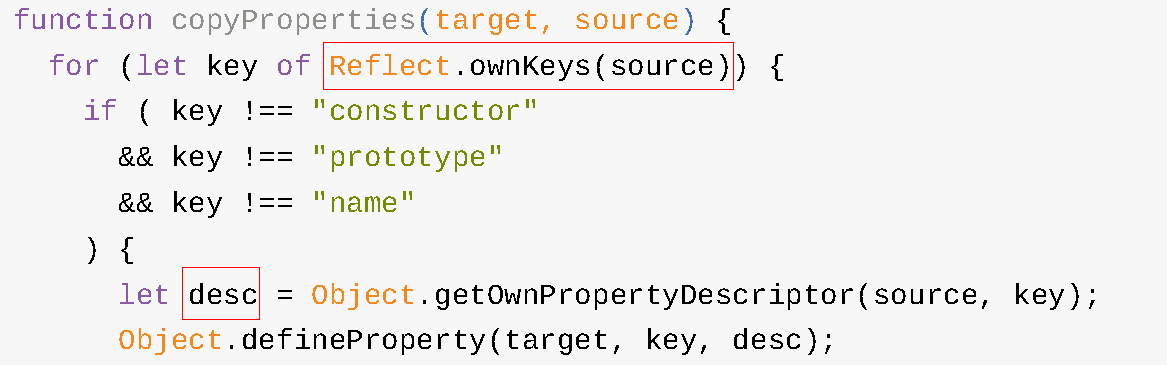 function copyProperties(target, source) {
  for (let key of Reflect.ownKeys(source)) {
    if ( key !== "constructor"
      && key !== "prototype"
      && key !== "name"
    ) {
      let desc = Object.getOwnPropertyDescriptor(source, key);
      Object.defineProperty(target, key, desc);